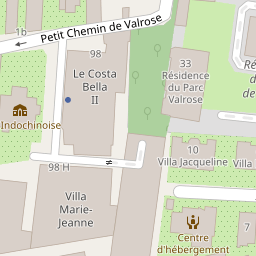 Petit Chemin de Valrose
1b
98
Le Costa
Bella
II
33
Résidence
du Parc
Valrose
Indochinoise
10
Villa Jacqueline
98 H
Villa
Marie-
Jeanne
Centre
d'hébergement
7